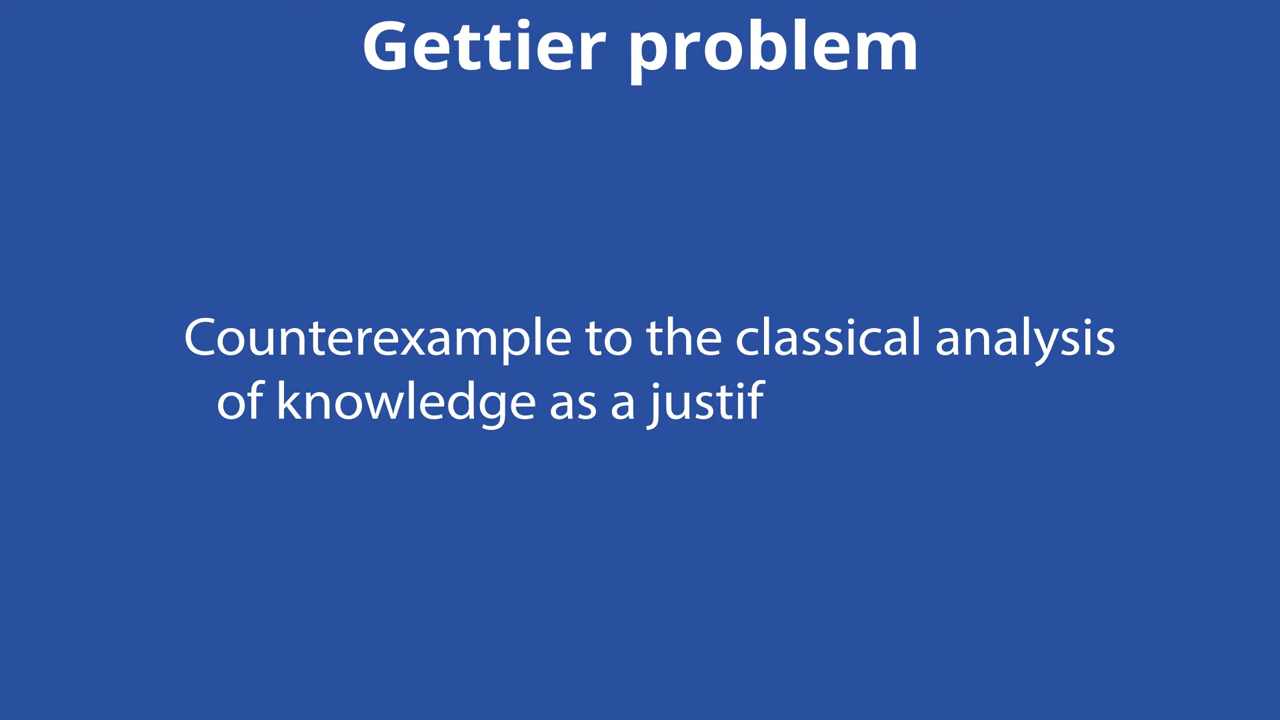 Gettier problem
Counterexample to the classical analysis
of knowledge as a justif